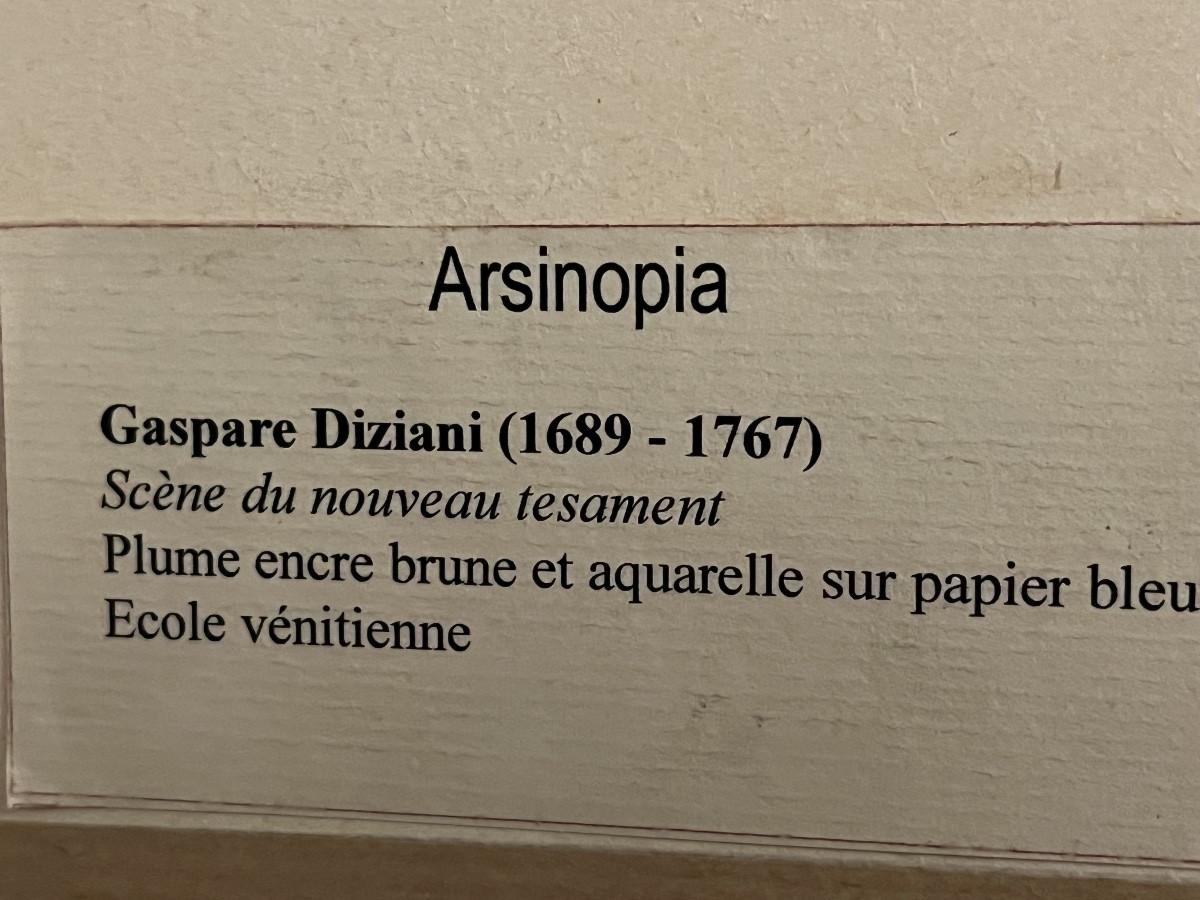 Arsinopia
Gaspare Diziani (1689 - 1767)
Scène du nouveau tesament
Plume encre brune et aquarelle sur papier bleu
Ecole vénitienne